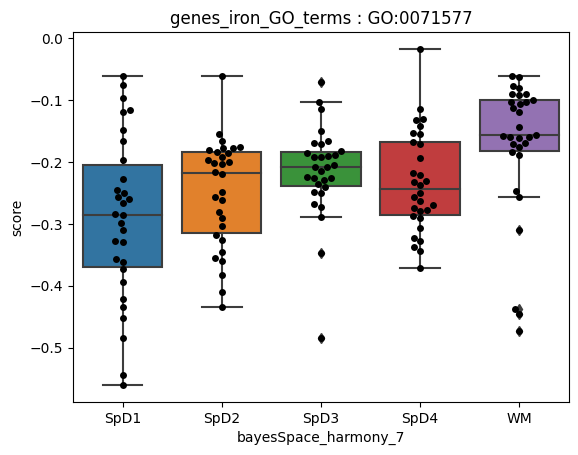 genes_iron_GO_terms : GO:0071577
0.0
−0.1
−0.2
−0.3
−0.4
−0.5
score
SpD1 SpD2 SpD3 SpD4 WM
bayesSpace_harmony_7